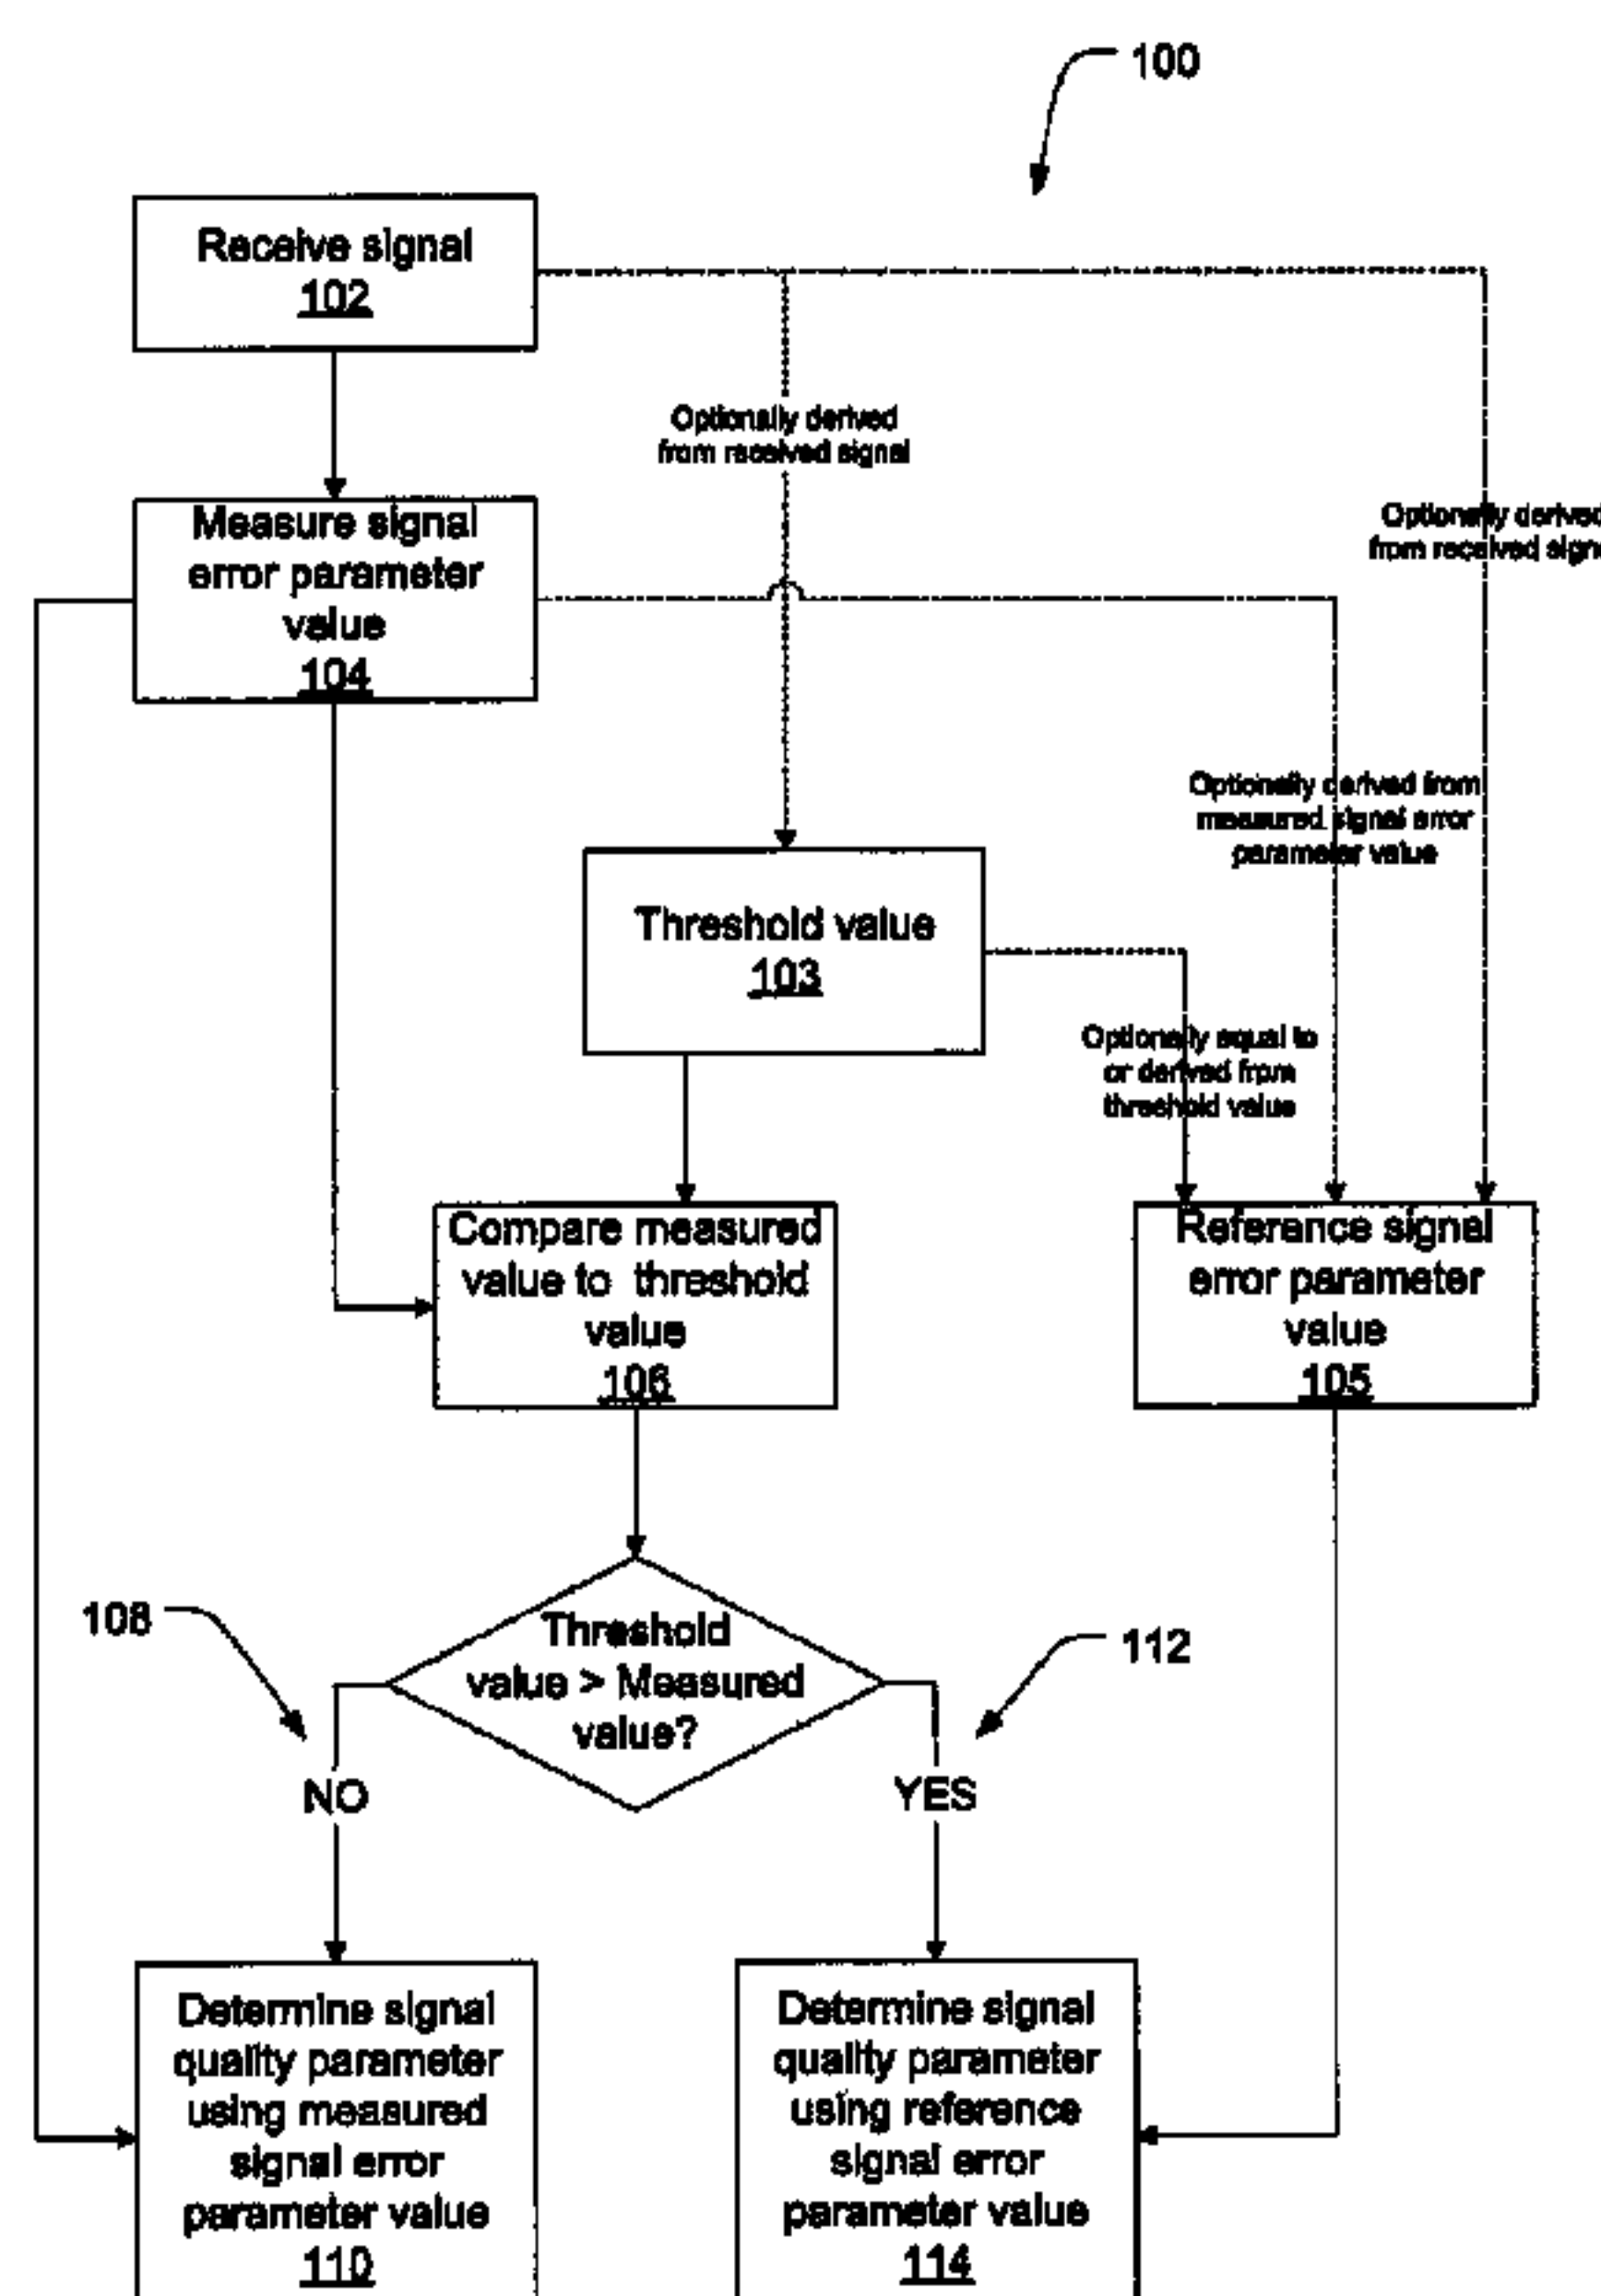 100
Receive signal
102
Optionally derived
from received signal
Optionally derived
from received
Measure signal
error parameter
value
104
Optionally derived from
measured signal error
parameter value
Threshold value
103
Optionally equal to
or derived from
threshold value
Compare measured
value to threshold
value
106
Reference signal
error parameter
value
105
108
Threshold
value > Measured
value?
112
NO
YES
Determine signal
quality parameter
using measured
signal error
parameter value
110
Determine signal
quality parameter
using reference
signal error
parameter value
114